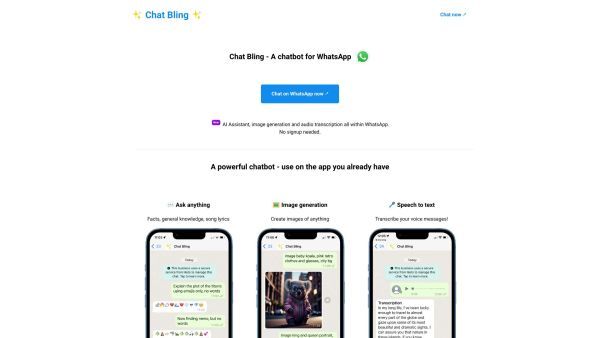 ✨ Chat Bling ✨
Chat now ↗
Chat Bling - A chatbot for WhatsApp
Chat on WhatsApp now ↗
New AI Assistant, image generation and audio transcription all within WhatsApp.
No signup needed.
A powerful chatbot - use on the app you already have
💬 Ask anything
Facts, general knowledge, song lyrics
🖼️ Image generation
Create images of anything
🎤 Speech to text
Transcribe your voice messages!
Chat Bling
Today
This business uses a secure
service from Meta to manage this
chat. Tap to learn more.
Explain the plot of the titanic
using emojis only, no words
Now finding nemo, but no
words
Chat Bling
Image baby koala, pink retro
clothes and glasses, city bg
Image king and queen portrait,
Chat Bling
Today
This business uses a secure
service from Meta to manage this
chat. Tap to learn more.
Transcription
In my long life, I've been lucky
enough to travel to almost
every part of the globe and
gaze upon some of its most
beautiful and dramatic sights. I
can assure you that nature in